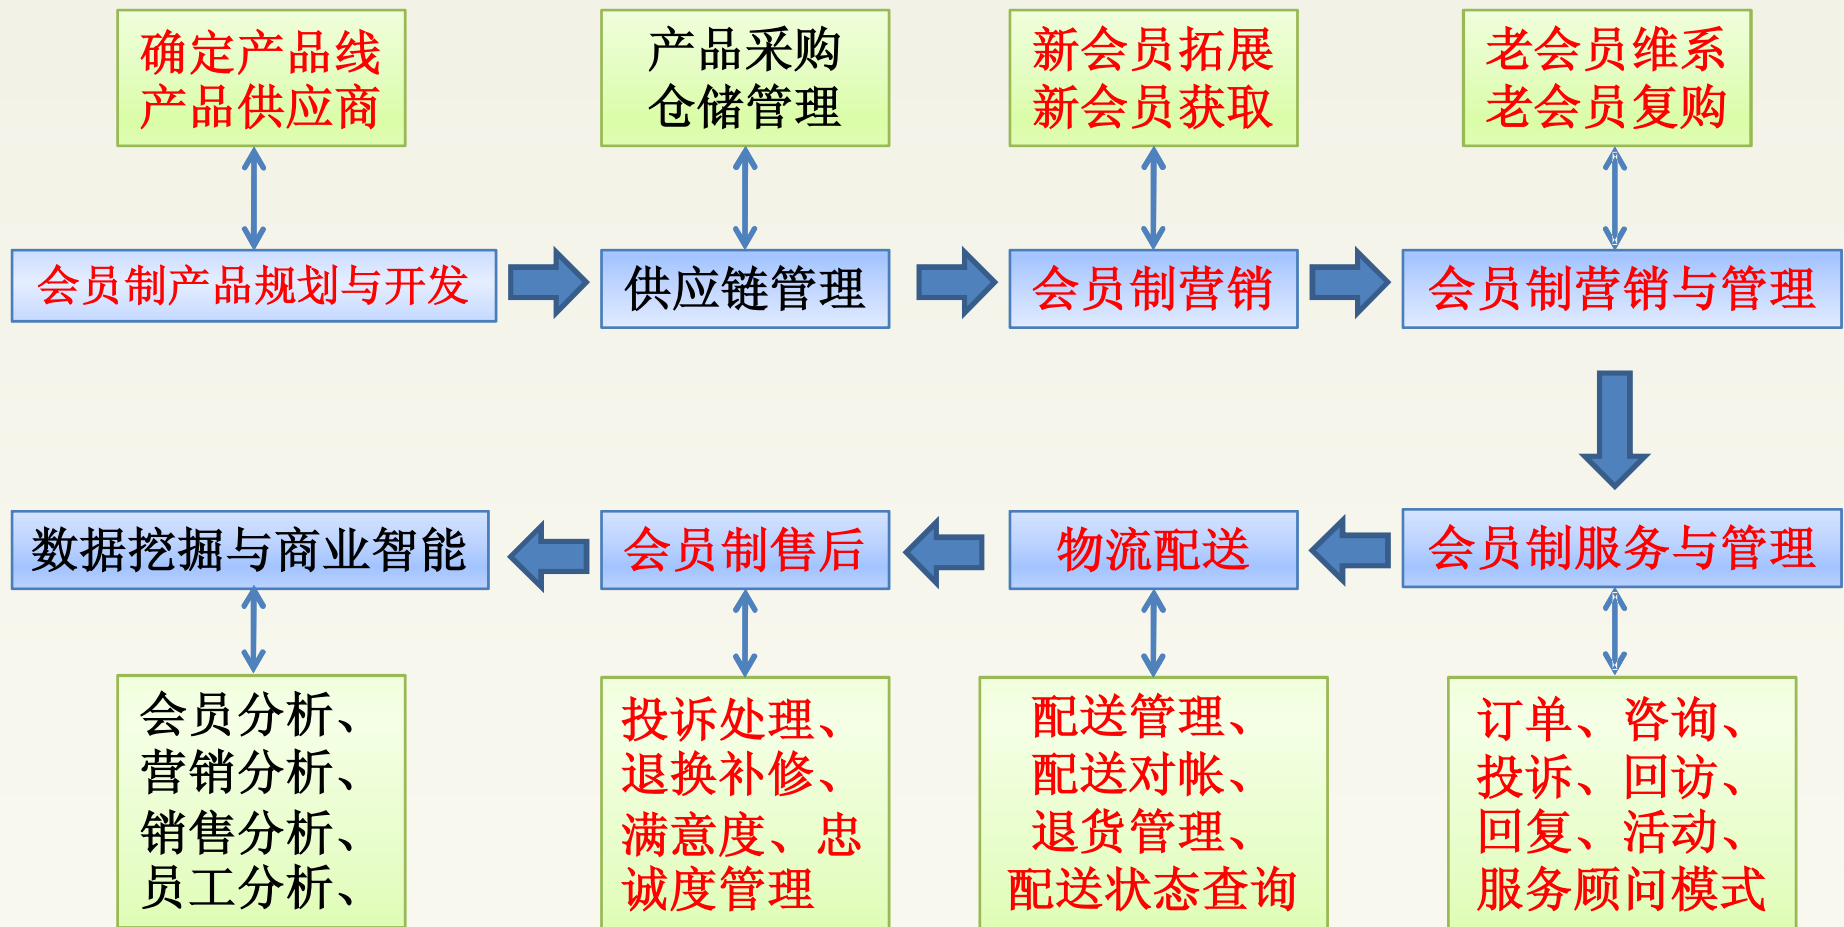 确定产品线
产品供应商
产品采购
仓储管理
新会员拓展
新会员获取
老会员维系
老会员复购
会员制产品规划与开发
供应链管理
会员制营销
会员制营销与管理
数据挖掘与商业智能
会员制售后
物流配送
会员制服务与管理
会员分析、
营销分析、
销售分析、
员工分析、
投诉处理、
退换补修、
满意度、忠
诚度管理
配送管理、
配送对帐、
退货管理、
配送状态查询
订单、咨询、
投诉、回访、
回复、活动、
服务顾问模式